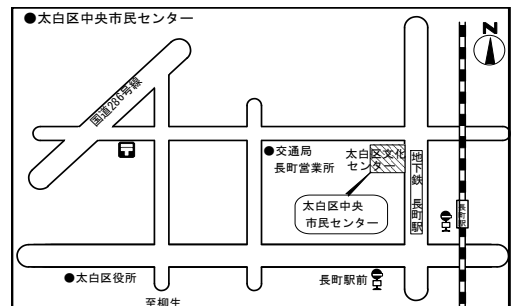 ●太白区中央市民センター
N
国道286号線
●交通局
長町営業所
太白区文化
センター
太白区中央
市民センター
地下鉄 長町駅
長町駅
●太白区役所
長町駅前
至柳生